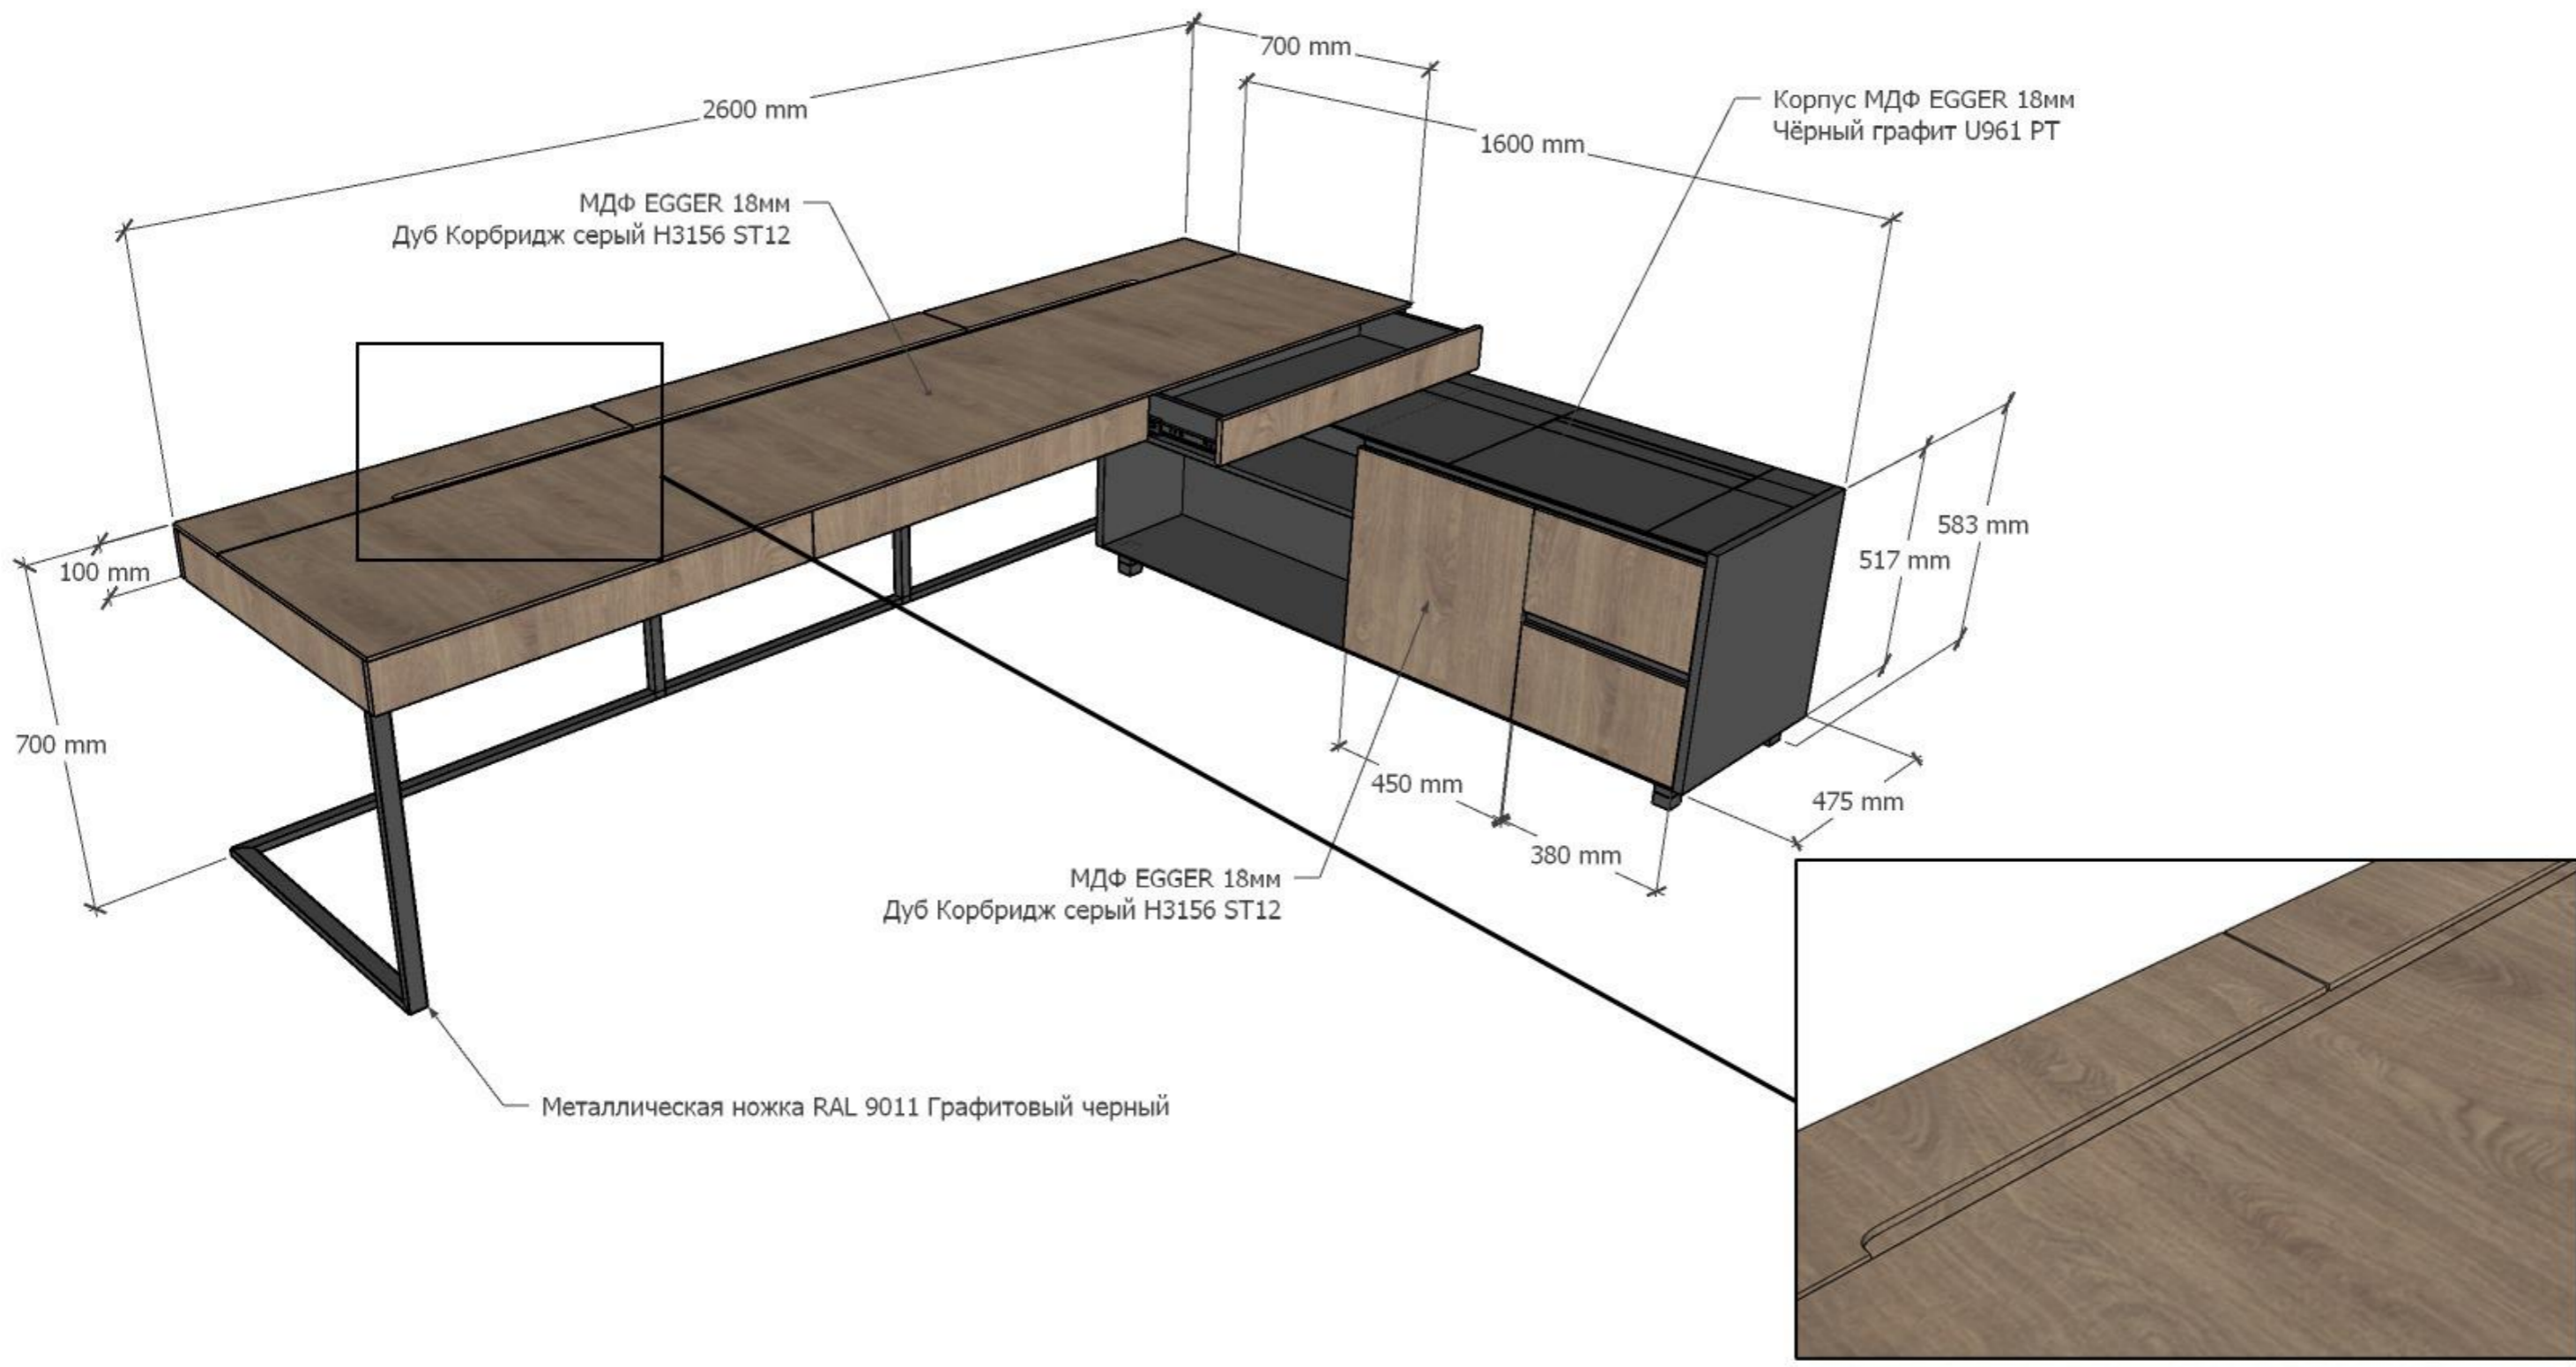 700 mm
2600 mm
1600 mm
Корпус МДФ EGGER 18мм
Чёрный графит U961 PT
МДФ EGGER 18мм
Дуб Корбридж серый H3156 ST12
583 mm
517 mm
100 mm
700 mm
450 mm
475 mm
380 mm
МДФ EGGER 18мм
Дуб Корбридж серый H3156 ST12
Металлическая ножка RAL 9011 Графитовый черный